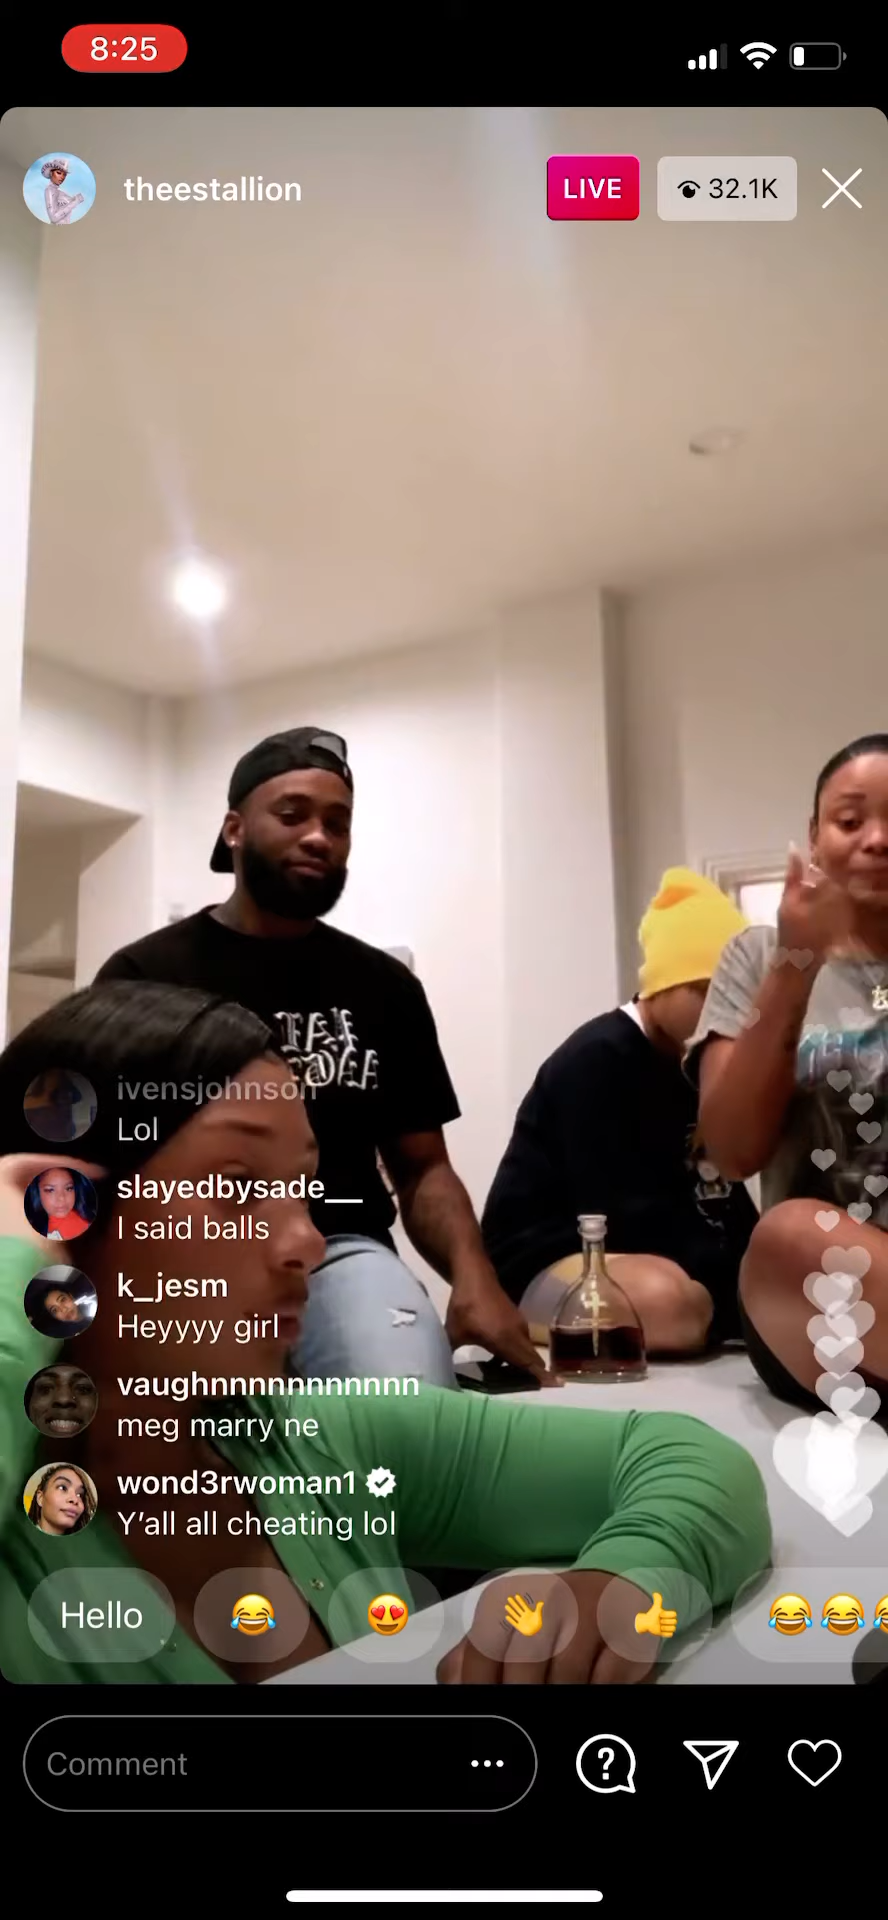 8:25
theestallion
LIVE
32.1K
ivensjohnson
Lol
slayedbysade__
I said balls
k_jesm
Heyyyy girl
vaughnnnnnnnnnnn
meg marry ne
wond3rwoman1
Y'all all cheating lol
Hello
Comment